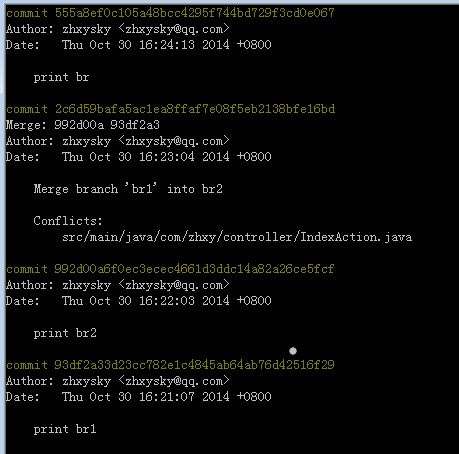 commit 555a8ef0c105a48bcc4295f744bd729f3cd0e067
Author: zhxysky <zhxysky@qq.com>
Date:   Thu Oct 30 16:24:13 2014 +0800
print br
commit 2c6d59bafa5ac1ea8ffaf7e08f5eb2138bfe16bd
Merge: 992d00a 93df2a3
Author: zhxysky <zhxysky@qq.com>
Date:   Thu Oct 30 16:23:04 2014 +0800
Merge branch 'br1' into br2
Conflicts:
src/main/java/com/zhxy/controller/IndexAction.java
commit 992d00a6f0ec3ecec4661d3ddc14a82a26ce5fcf
Author: zhxysky <zhxysky@qq.com>
Date:   Thu Oct 30 16:22:03 2014 +0800
print br2
commit 93df2a33d23cc782e1c4845ab64ab76d42516f29
Author: zhxysky <zhxysky@qq.com>
Date:   Thu Oct 30 16:21:07 2014 +0800
print br1